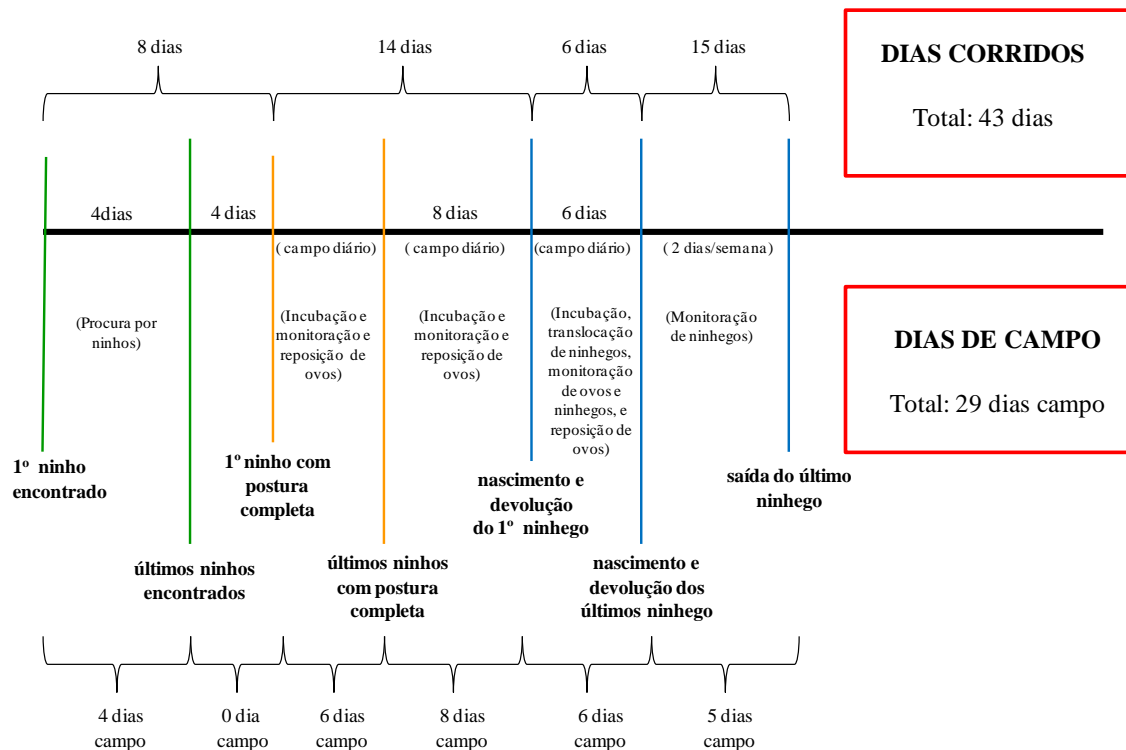 8 dias
14 dias
6 dias
15 dias
DIAS CORRIDOS
Total: 43 dias
4dias
4 dias
8 dias
6 dias
( campo diário)
( campo diário)
(campo diário)
( 2 dias/semana)
(Procura por
ninhos)
(Incubação e
monitoração e
reposição de
ovos)
(Incubação e
monitoração e
reposição de
ovos)
(Incubação,
translocação
de ninhegos,
monitoração
de ovos e
ninhegos, e
reposição de
ovos)
(Monitoração
de ninhegos)
DIAS DE CAMPO
Total: 29 dias campo
1º ninho
encontrado
1º ninho com
postura
completa
nascimento e
devolução
do 1º ninhego
saída do último
ninhego
últimos ninhos
encontrados
últimos ninhos
com postura
completa
nascimento e
devolução dos
últimos ninhego
4 dias
campo
0 dia
campo
6 dias
campo
8 dias
campo
6 dias
campo
5 dias
campo